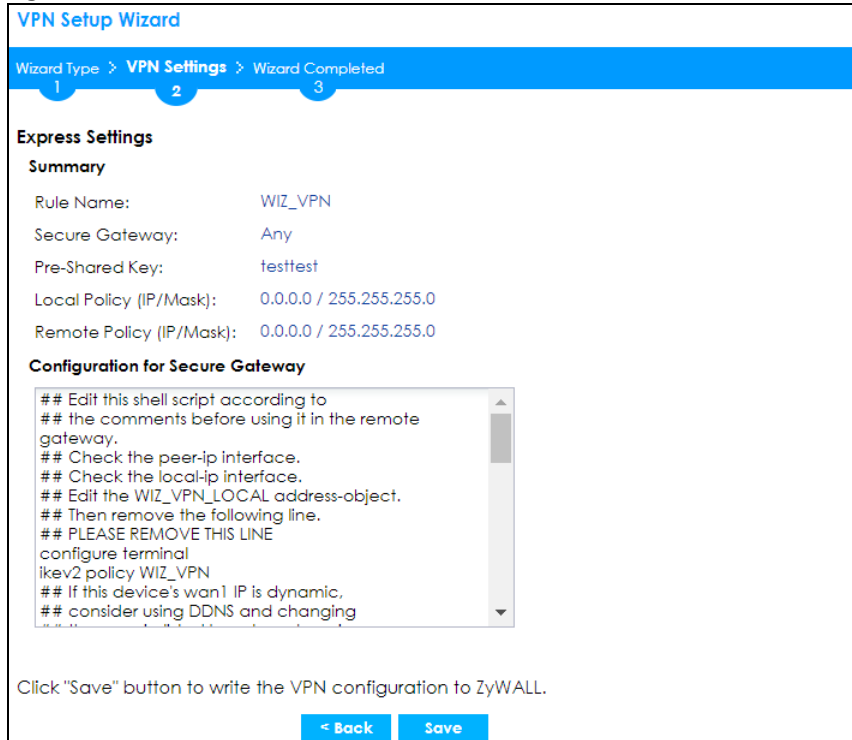 VPN Setup Wizard
Wizard Type > VPN Settings > Wizard Completed
1 2 3
Express Settings
Summary
Rule Name: WIZ_VPN
Secure Gateway: Any
Pre-Shared Key: testtest
Local Policy (IP/Mask): 0.0.0.0 / 255.255.255.0
Remote Policy (IP/Mask): 0.0.0.0 / 255.255.255.0
Configuration for Secure Gateway
## Edit this shell script according to
## the comments before using it in the remote
gateway.
## Check the peer-ip interface.
## Check the local-ip interface.
## Edit the WIZ_VPN_LOCAL address-object.
## Then remove the following line.
## PLEASE REMOVE THIS LINE
configure terminal
ikev2 policy WIZ_VPN
## If this device's wan1 IP is dynamic,
## consider using DDNS and changing
Click "Save" button to write the VPN configuration to ZyWALL.
< Back Save